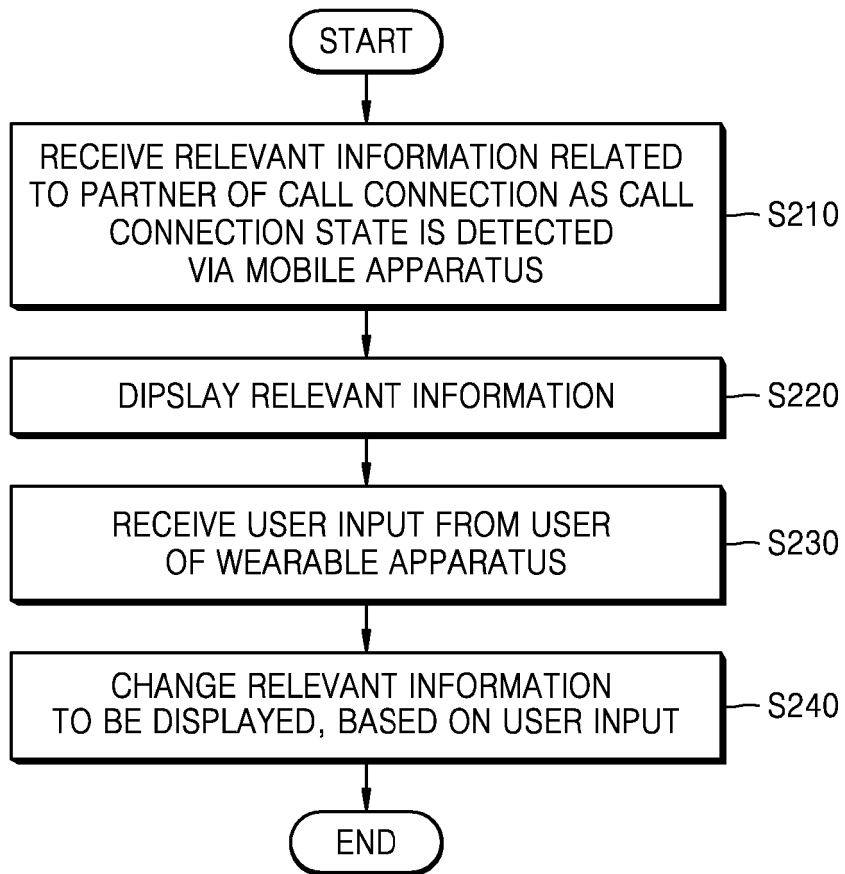 START
RECEIVE RELEVANT INFORMATION RELATED
TO PARTNER OF CALL CONNECTION AS CALL
CONNECTION STATE IS DETECTED
VIA MOBILE APPARATUS
S210
DIPSLAY RELEVANT INFORMATION
S220
RECEIVE USER INPUT FROM USER
OF WEARABLE APPARATUS
S230
CHANGE RELEVANT INFORMATION
TO BE DISPLAYED, BASED ON USER INPUT
S240
END